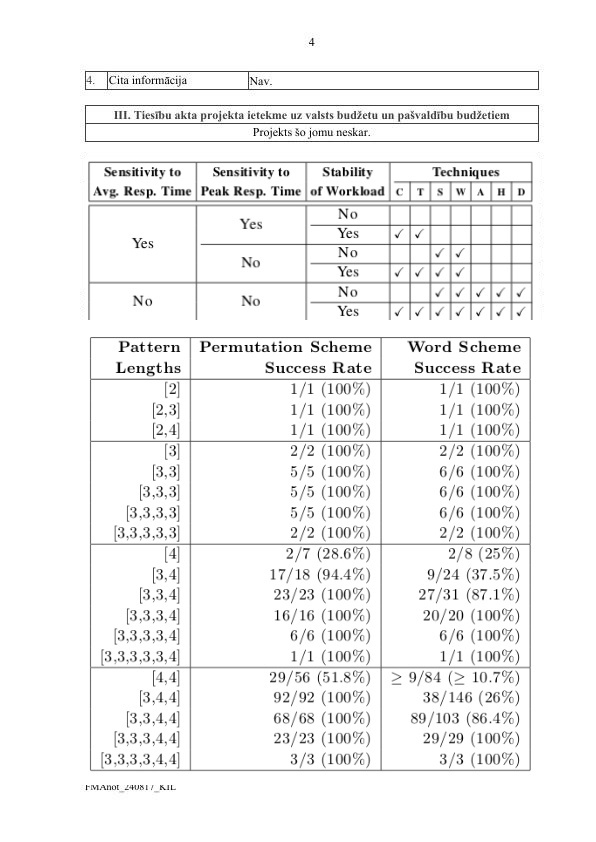 4
4. Cita informācija Nav.
III. Tiesību akta projekta ietekme uz valsts budžetu un pašvaldību budžetiem
Projekts šo jomu neskar.
Sensitivity to Sensitivity to Stability Techniques
Avg. Resp. Time Peak Resp. Time of Workload C T S W A H D
Yes Yes No
Yes ✓ ✓
No No ✓ ✓
Yes ✓ ✓ ✓ ✓
No No No ✓ ✓ ✓ ✓ ✓
Yes ✓ ✓ ✓ ✓ ✓ ✓ ✓
Pattern Permutation Scheme Word Scheme
Lengths Success Rate Success Rate
[2] 1/1 (100%) 1/1 (100%)
[2,3] 1/1 (100%) 1/1 (100%)
[2,4] 1/1 (100%) 1/1 (100%)
[3] 2/2 (100%) 2/2 (100%)
[3,3] 5/5 (100%) 6/6 (100%)
[3,3,3] 5/5 (100%) 6/6 (100%)
[3,3,3,3] 5/5 (100%) 6/6 (100%)
[3,3,3,3,3] 2/2 (100%) 2/2 (100%)
[4] 2/7 (28.6%) 2/8 (25%)
[3,4] 17/18 (94.4%) 9/24 (37.5%)
[3,3,4] 23/23 (100%) 27/31 (87.1%)
[3,3,3,4] 16/16 (100%) 20/20 (100%)
[3,3,3,3,4] 6/6 (100%) 6/6 (100%)
[3,3,3,3,3,4] 1/1 (100%) 1/1 (100%)
[4,4] 29/56 (51.8%) ≥ 9/84 (≥ 10.7%)
[3,4,4] 92/92 (100%) 38/146 (26%)
[3,3,4,4] 68/68 (100%) 89/103 (86.4%)
[3,3,3,4,4] 23/23 (100%) 29/29 (100%)
[3,3,3,3,4,4] 3/3 (100%) 3/3 (100%)
FMAnot_240817_KIL